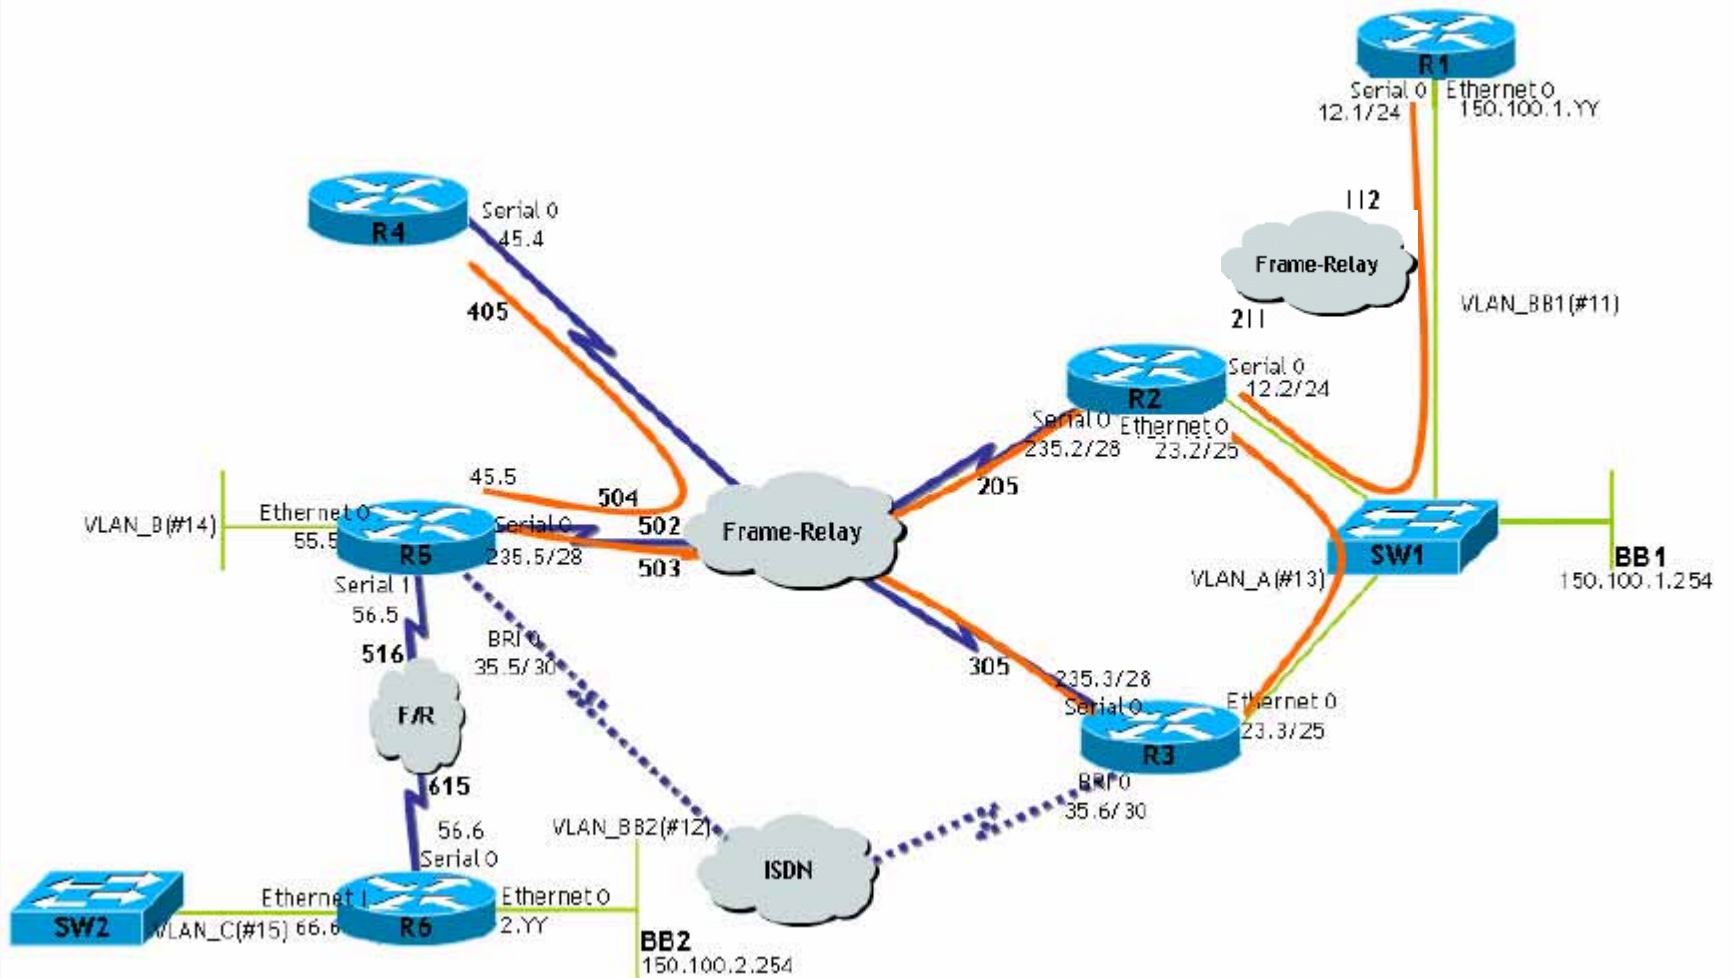 R1
Serial 0
Ethernet 0
12.1/24
150.100.1.YY
112
Frame-Relay
211
VLAN_BB1(#11)
R4
Serial 0
45.4
405
R2
Serial 0
12.2/24
Serial 0
235.2/28
Ethernet 0
23.2/25
205
45.5
504
502
503
Frame-Relay
VLAN_B(#14)
Ethernet 0
55.5
R5
Serial 0
235.5/28
SW1
VLAN_A(#13)
BB1
150.100.1.254
Serial 1
56.5
516
BRI 0
35.5/30
F/R
615
305
235.3/28
Serial 0
Ethernet 0
23.3/25
R3
BRI 0
35.6/30
56.6
Serial 0
VLAN_BB2(#12)
ISDN
SW2
Ethernet 1
VLAN_C(#15)
66.6
R6
Ethernet 0
2.YY
BB2
150.100.2.254